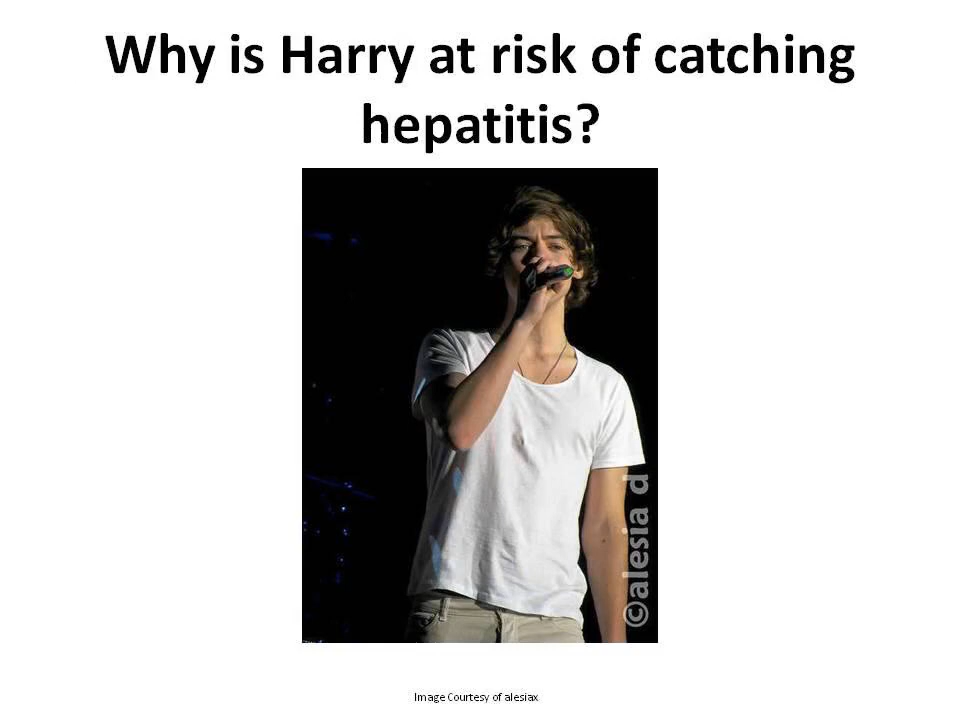 Why is Harry at risk of catching
hepatitis?
©alesia d
Image Courtesy of alesiax